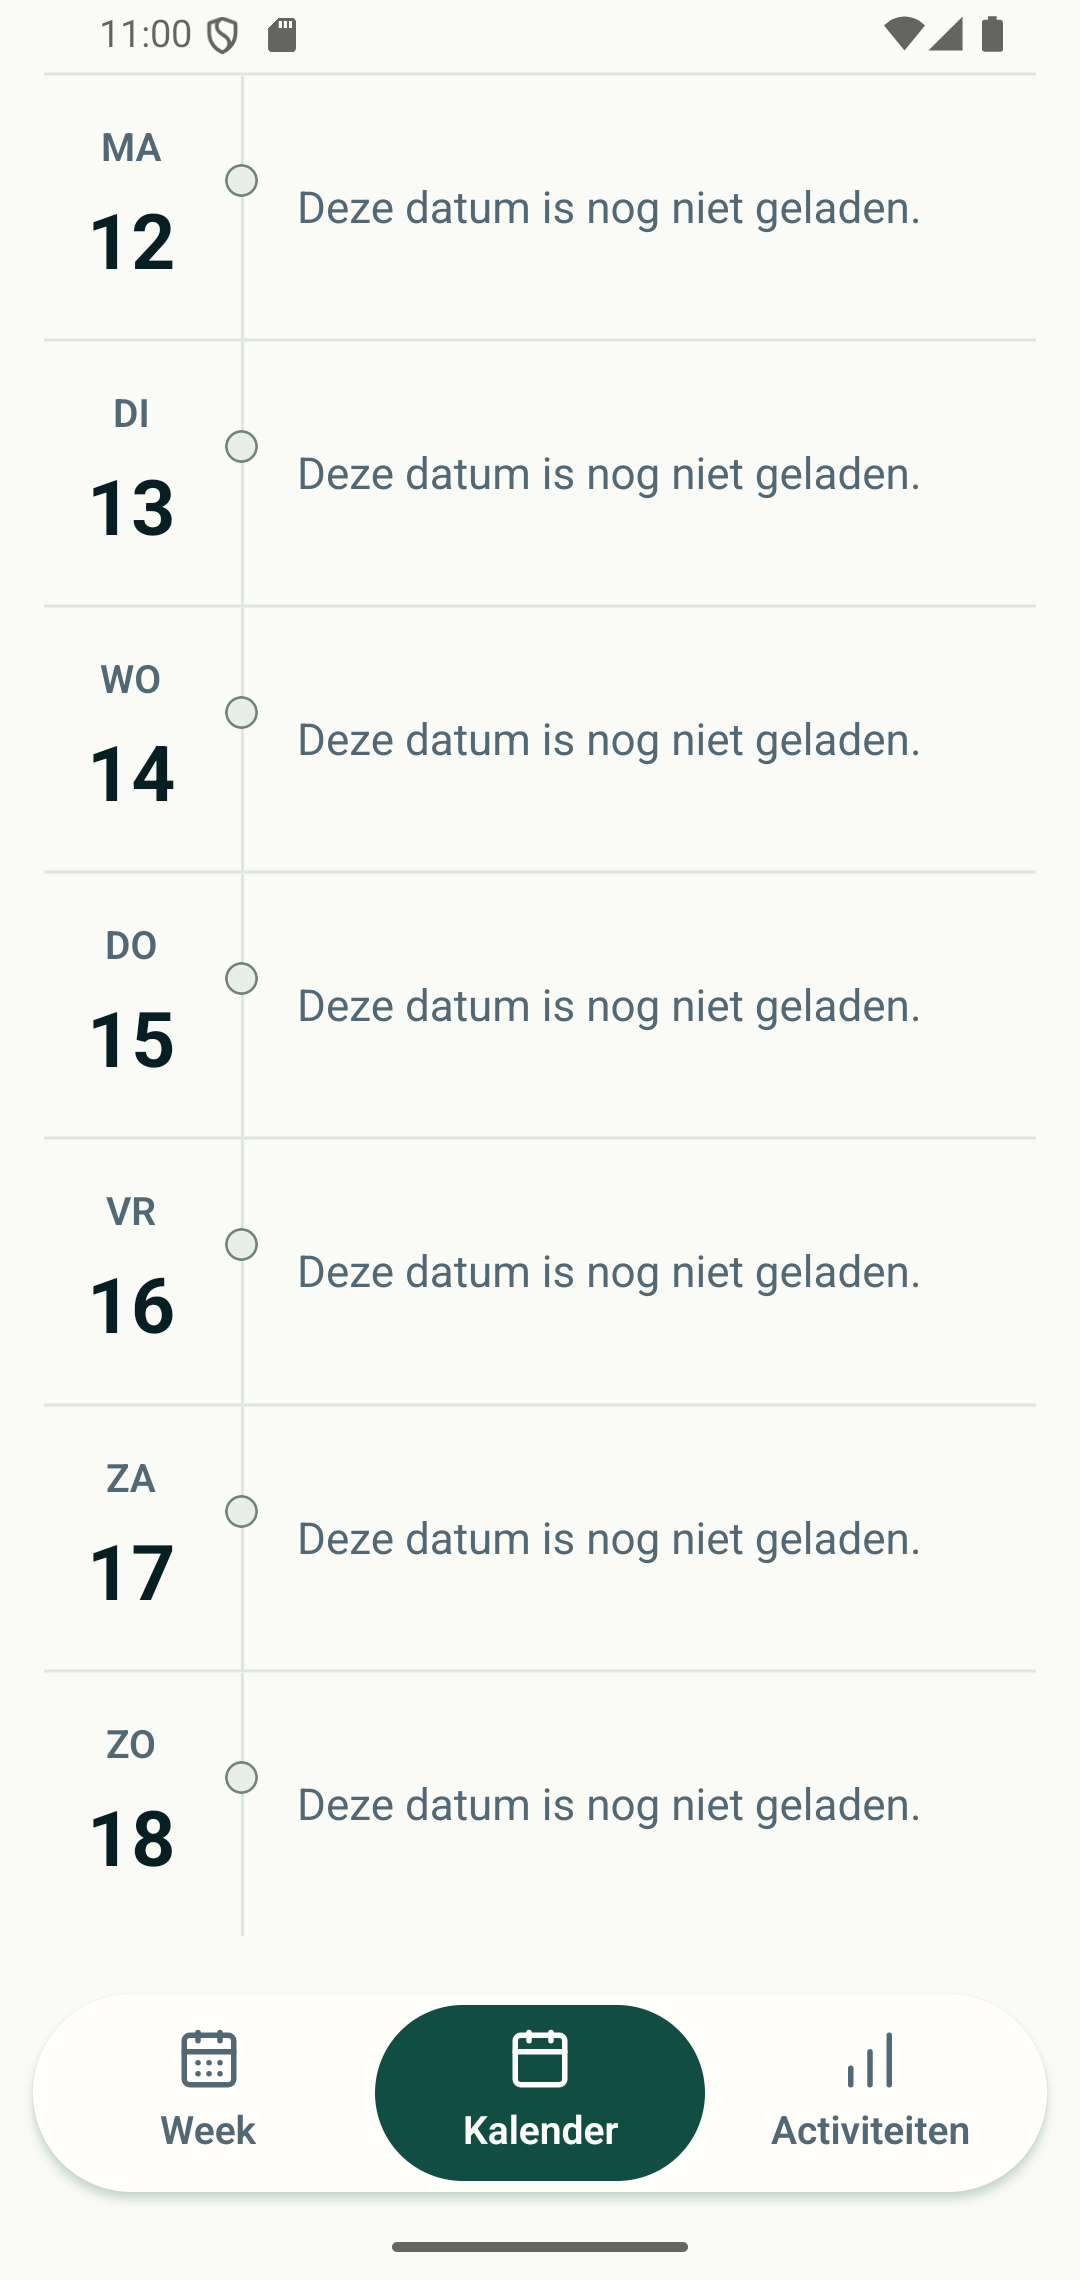 11:00
MA
12
Deze datum is nog niet geladen.
DI
13
Deze datum is nog niet geladen.
WO
14
Deze datum is nog niet geladen.
DO
15
Deze datum is nog niet geladen.
VR
16
Deze datum is nog niet geladen.
ZA
17
Deze datum is nog niet geladen.
ZO
18
Deze datum is nog niet geladen.
Week
Kalender
Activiteiten